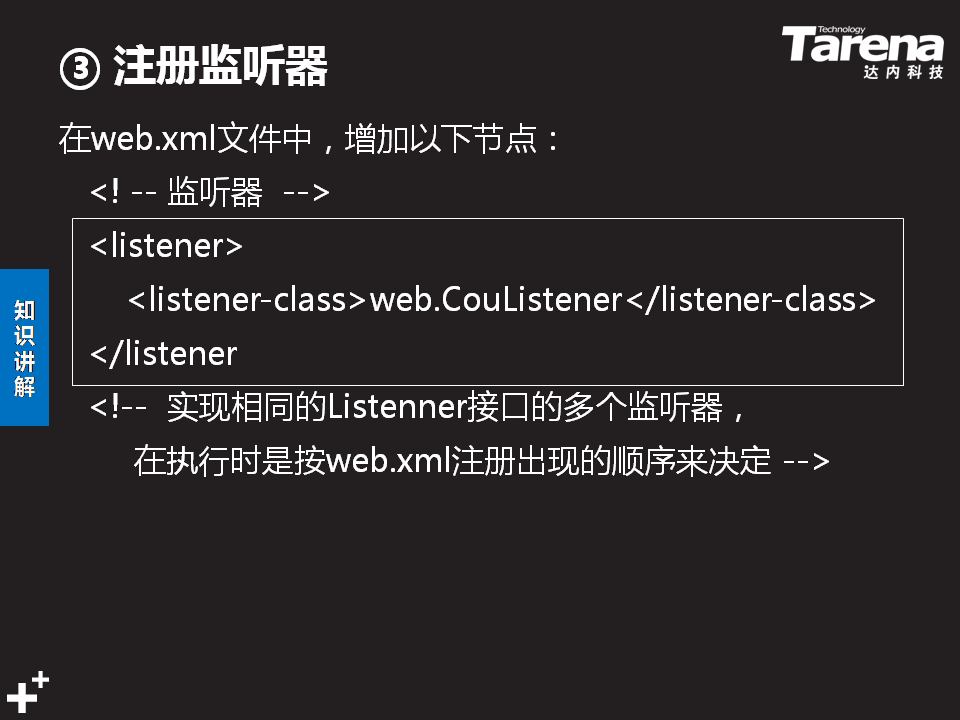 ③ 注册监听器
Technology
Tarena
达内科技
在web.xml文件中，增加以下节点：
<! -- 监听器  -->
<listener>
<listener-class>web.CouListener</listener-class>
</listener
<!--  实现相同的Listenner接口的多个监听器，
在执行时是按web.xml注册出现的顺序来决定 -->
知识讲解